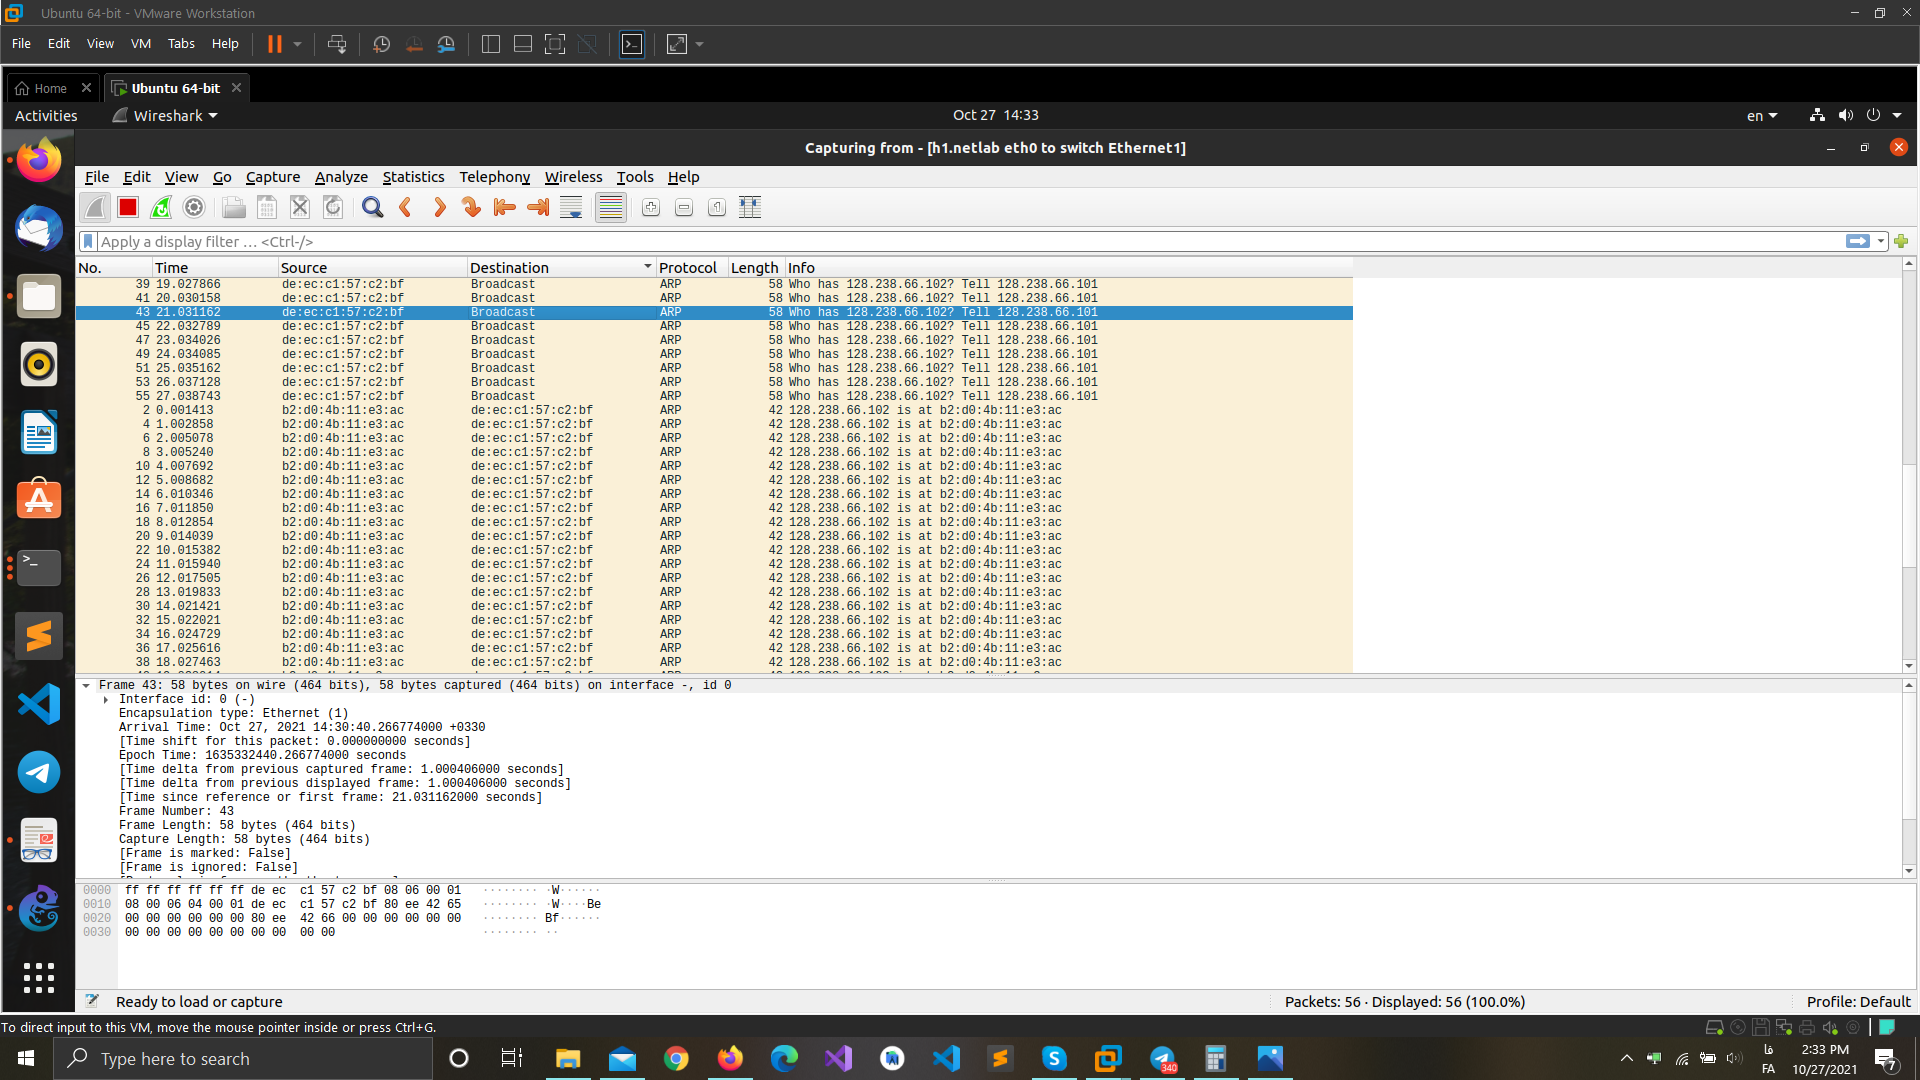 Ubuntu 64-bit - VMware Workstation
File Edit View VM Tabs Help
Home
Ubuntu 64-bit
Activities Wireshark Oct 27 14:33 en
Capturing from - [h1.netlab eth0 to switch Ethernet1]
File Edit View Go Capture Analyze Statistics Telephony Wireless Tools Help
Apply a display filter … <Ctrl-/>
No. Time Source Destination Protocol Length Info
39 19.027866 de:ec:c1:57:c2:bf Broadcast ARP 58 Who has 128.238.66.102? Tell 128.238.66.101
41 20.030158 de:ec:c1:57:c2:bf Broadcast ARP 58 Who has 128.238.66.102? Tell 128.238.66.101
43 21.031162 de:ec:c1:57:c2:bf Broadcast ARP 58 Who has 128.238.66.102? Tell 128.238.66.101
45 22.032789 de:ec:c1:57:c2:bf Broadcast ARP 58 Who has 128.238.66.102? Tell 128.238.66.101
47 23.034026 de:ec:c1:57:c2:bf Broadcast ARP 58 Who has 128.238.66.102? Tell 128.238.66.101
49 24.034085 de:ec:c1:57:c2:bf Broadcast ARP 58 Who has 128.238.66.102? Tell 128.238.66.101
51 25.035162 de:ec:c1:57:c2:bf Broadcast ARP 58 Who has 128.238.66.102? Tell 128.238.66.101
53 26.037128 de:ec:c1:57:c2:bf Broadcast ARP 58 Who has 128.238.66.102? Tell 128.238.66.101
55 27.038743 de:ec:c1:57:c2:bf Broadcast ARP 58 Who has 128.238.66.102? Tell 128.238.66.101
2 0.001413 b2:d0:4b:11:e3:ac de:ec:c1:57:c2:bf ARP 42 128.238.66.102 is at b2:d0:4b:11:e3:ac
4 1.002858 b2:d0:4b:11:e3:ac de:ec:c1:57:c2:bf ARP 42 128.238.66.102 is at b2:d0:4b:11:e3:ac
6 2.005078 b2:d0:4b:11:e3:ac de:ec:c1:57:c2:bf ARP 42 128.238.66.102 is at b2:d0:4b:11:e3:ac
8 3.005240 b2:d0:4b:11:e3:ac de:ec:c1:57:c2:bf ARP 42 128.238.66.102 is at b2:d0:4b:11:e3:ac
10 4.007692 b2:d0:4b:11:e3:ac de:ec:c1:57:c2:bf ARP 42 128.238.66.102 is at b2:d0:4b:11:e3:ac
12 5.008682 b2:d0:4b:11:e3:ac de:ec:c1:57:c2:bf ARP 42 128.238.66.102 is at b2:d0:4b:11:e3:ac
14 6.010346 b2:d0:4b:11:e3:ac de:ec:c1:57:c2:bf ARP 42 128.238.66.102 is at b2:d0:4b:11:e3:ac
16 7.011850 b2:d0:4b:11:e3:ac de:ec:c1:57:c2:bf ARP 42 128.238.66.102 is at b2:d0:4b:11:e3:ac
18 8.012854 b2:d0:4b:11:e3:ac de:ec:c1:57:c2:bf ARP 42 128.238.66.102 is at b2:d0:4b:11:e3:ac
20 9.014039 b2:d0:4b:11:e3:ac de:ec:c1:57:c2:bf ARP 42 128.238.66.102 is at b2:d0:4b:11:e3:ac
22 10.015382 b2:d0:4b:11:e3:ac de:ec:c1:57:c2:bf ARP 42 128.238.66.102 is at b2:d0:4b:11:e3:ac
24 11.015940 b2:d0:4b:11:e3:ac de:ec:c1:57:c2:bf ARP 42 128.238.66.102 is at b2:d0:4b:11:e3:ac
26 12.017505 b2:d0:4b:11:e3:ac de:ec:c1:57:c2:bf ARP 42 128.238.66.102 is at b2:d0:4b:11:e3:ac
28 13.019833 b2:d0:4b:11:e3:ac de:ec:c1:57:c2:bf ARP 42 128.238.66.102 is at b2:d0:4b:11:e3:ac
30 14.021421 b2:d0:4b:11:e3:ac de:ec:c1:57:c2:bf ARP 42 128.238.66.102 is at b2:d0:4b:11:e3:ac
32 15.022021 b2:d0:4b:11:e3:ac de:ec:c1:57:c2:bf ARP 42 128.238.66.102 is at b2:d0:4b:11:e3:ac
34 16.024729 b2:d0:4b:11:e3:ac de:ec:c1:57:c2:bf ARP 42 128.238.66.102 is at b2:d0:4b:11:e3:ac
36 17.025616 b2:d0:4b:11:e3:ac de:ec:c1:57:c2:bf ARP 42 128.238.66.102 is at b2:d0:4b:11:e3:ac
38 18.027463 b2:d0:4b:11:e3:ac de:ec:c1:57:c2:bf ARP 42 128.238.66.102 is at b2:d0:4b:11:e3:ac
Frame 43: 58 bytes on wire (464 bits), 58 bytes captured (464 bits) on interface -, id 0
Interface id: 0 (-)
Encapsulation type: Ethernet (1)
Arrival Time: Oct 27, 2021 14:30:40.266774000 +0330
[Time shift for this packet: 0.000000000 seconds]
Epoch Time: 1635332440.266774000 seconds
[Time delta from previous captured frame: 1.000406000 seconds]
[Time delta from previous displayed frame: 1.000406000 seconds]
[Time since reference or first frame: 21.031162000 seconds]
Frame Number: 43
Frame Length: 58 bytes (464 bits)
Capture Length: 58 bytes (464 bits)
[Frame is marked: False]
[Frame is ignored: False]
0000 ff ff ff ff ff ff de ec c1 57 c2 bf 08 06 00 01 ········ ·W······
0010 08 00 06 04 00 01 de ec c1 57 c2 bf 80 ee 42 65 ········ ·W····Be
0020 00 00 00 00 00 00 80 ee 42 66 00 00 00 00 00 00 ········ Bf······
0030 00 00 00 00 00 00 00 00 00 00 ········ ··
Ready to load or capture Packets: 56 · Displayed: 56 (100.0%) Profile: Default
To direct input to this VM, move the mouse pointer inside or press Ctrl+G.
Type here to search
340
فا
FA
2:33 PM
10/27/2021
7